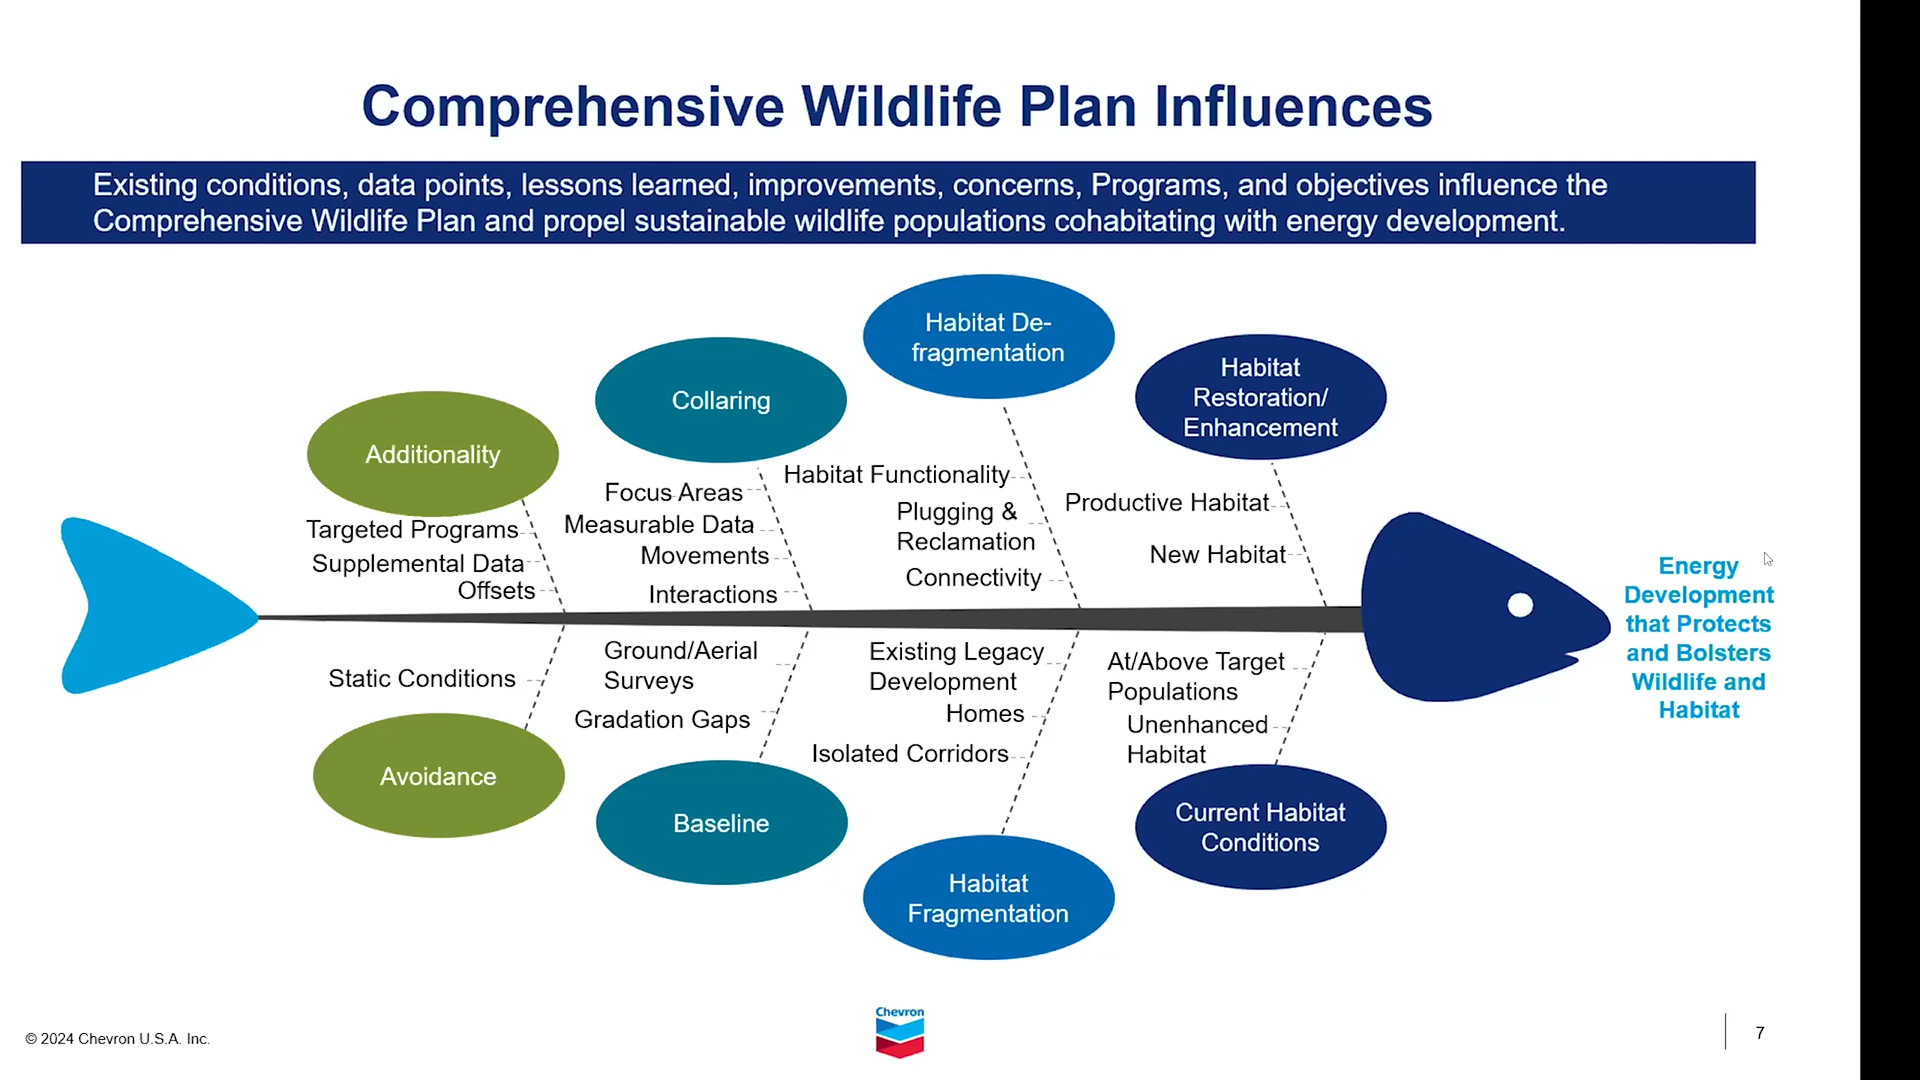 Comprehensive Wildlife Plan Influences
Existing conditions, data points, lessons learned, improvements, concerns, Programs, and objectives influence the
Comprehensive Wildlife Plan and propel sustainable wildlife populations cohabitating with energy development.
Additionality
Targeted Programs
Supplemental Data
Offsets
Collaring
Focus Areas
Measurable Data
Movements
Interactions
Habitat De-
fragmentation
Habitat Functionality
Plugging &
Reclamation
Connectivity
Habitat
Restoration/
Enhancement
Productive Habitat
New Habitat
Static Conditions
Avoidance
Ground/Aerial
Surveys
Gradation Gaps
Baseline
Existing Legacy
Development
Homes
Isolated Corridors
Habitat
Fragmentation
At/Above Target
Populations
Unenhanced
Habitat
Current Habitat
Conditions
Energy
Development
that Protects
and Bolsters
Wildlife and
Habitat
© 2024 Chevron U.S.A. Inc.
Chevron
7